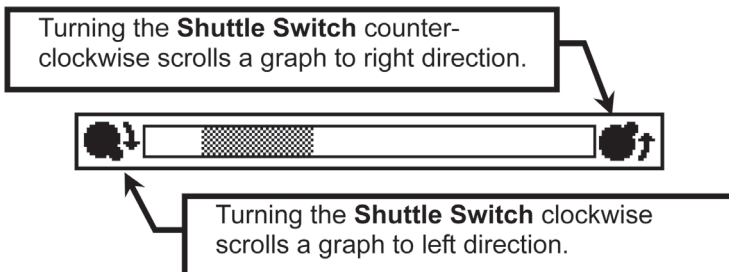 Turning the Shuttle Switch counter-
clockwise scrolls a graph to right direction.
Turning the Shuttle Switch clockwise
scrolls a graph to left direction.